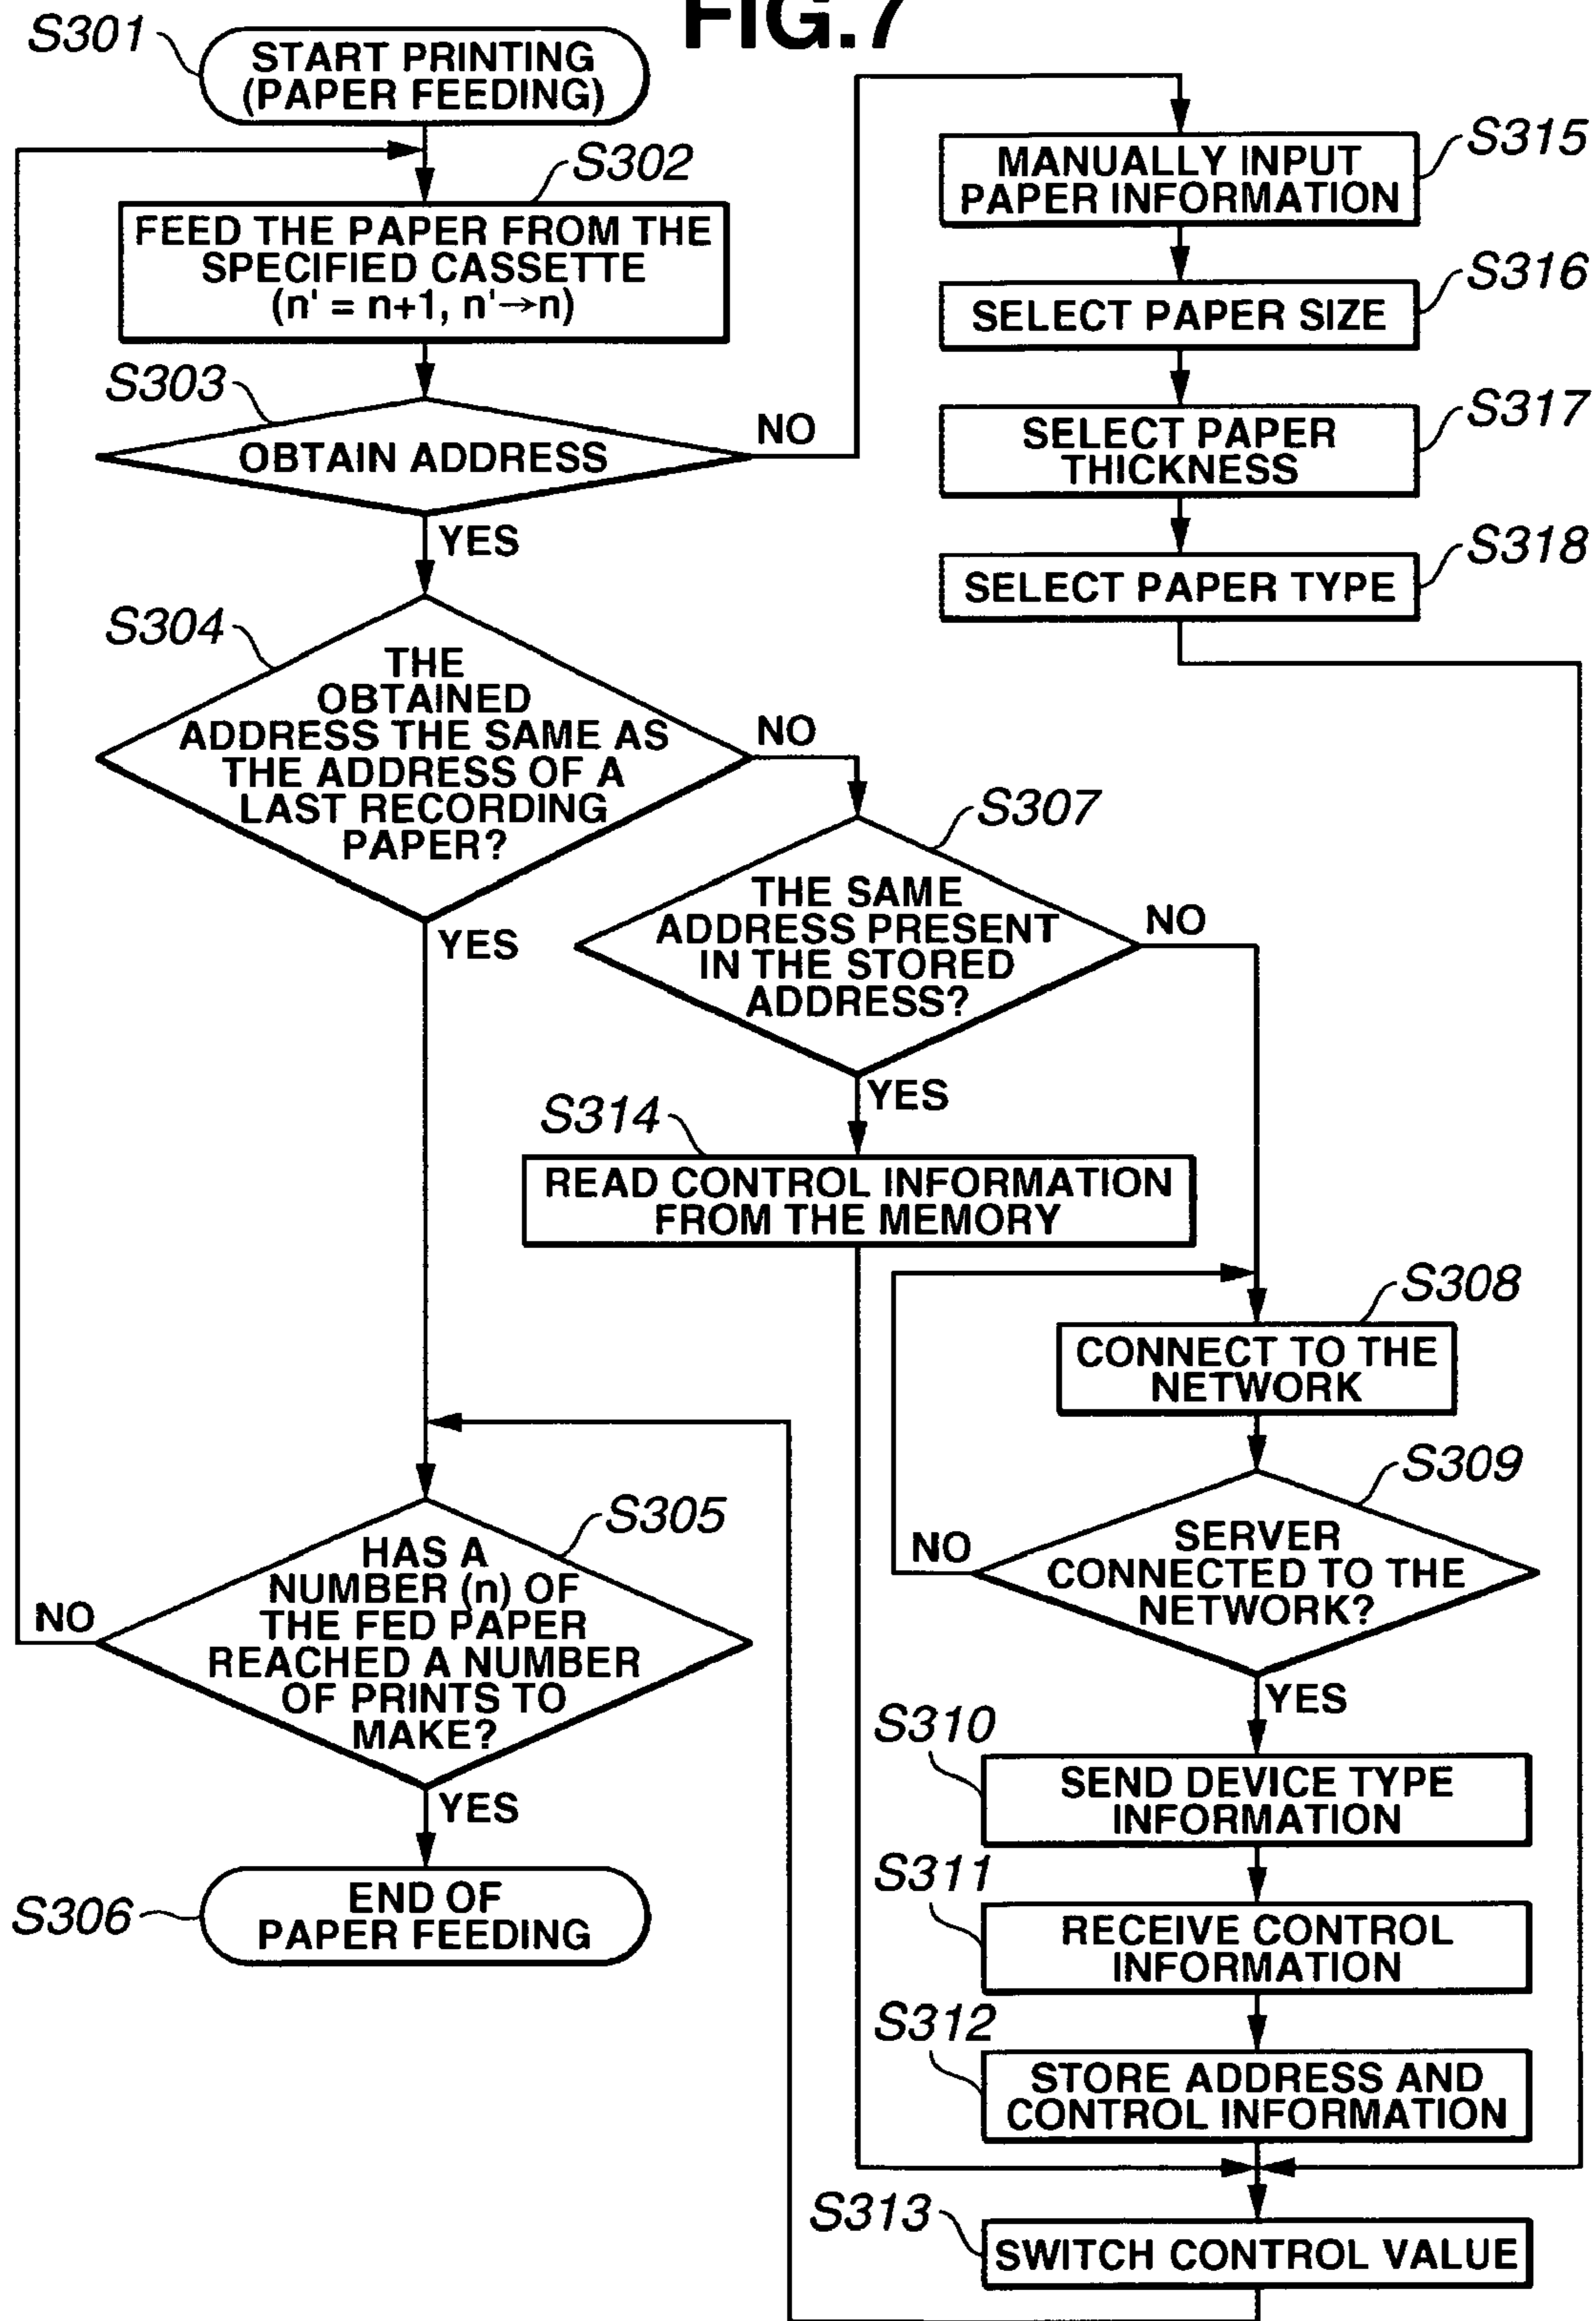 FIG.7
S301
START PRINTING
(PAPER FEEDING)
S302
FEED THE PAPER FROM THE
SPECIFIED CASSETTE
(n' = n+1, n'→n)
S303
OBTAIN ADDRESS
NO
YES
S304
THE
OBTAINED
ADDRESS THE SAME AS
THE ADDRESS OF A
LAST RECORDING
PAPER?
NO
YES
S305
HAS A
NUMBER (n) OF
THE FED PAPER
REACHED A NUMBER
OF PRINTS TO
MAKE?
NO
YES
S306
END OF
PAPER FEEDING
S307
THE SAME
ADDRESS PRESENT
IN THE STORED
ADDRESS?
NO
YES
S314
READ CONTROL INFORMATION
FROM THE MEMORY
S308
CONNECT TO THE
NETWORK
S309
SERVER
CONNECTED TO THE
NETWORK?
NO
YES
S310
SEND DEVICE TYPE
INFORMATION
S311
RECEIVE CONTROL
INFORMATION
S312
STORE ADDRESS AND
CONTROL INFORMATION
S313
SWITCH CONTROL VALUE
S315
MANUALLY INPUT
PAPER INFORMATION
S316
SELECT PAPER SIZE
S317
SELECT PAPER
THICKNESS
S318
SELECT PAPER TYPE